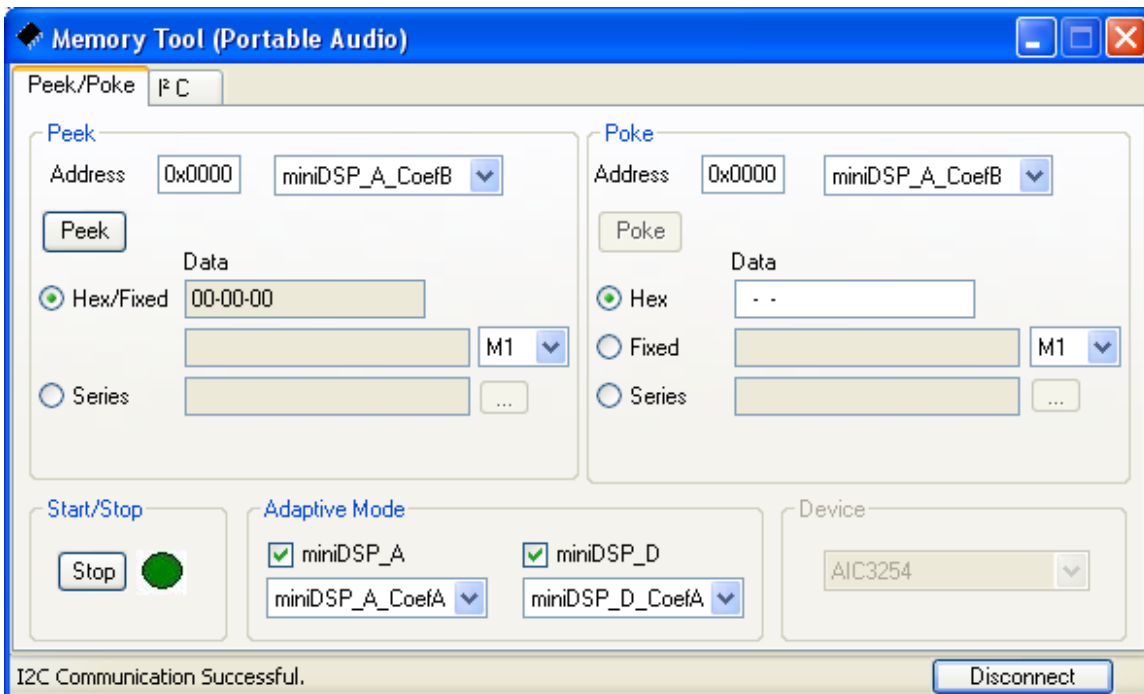 Memory Tool (Portable Audio)
Peek/Poke I² C
Peek
Address 0x0000 miniDSP_A_CoefB
Peek
Data
Hex/Fixed 00-00-00
M1
Series ...
Poke
Address 0x0000 miniDSP_A_CoefB
Poke
Data
Hex - -
Fixed M1
Series ...
Start/Stop
Stop
Adaptive Mode
miniDSP_A miniDSP_D
miniDSP_A_CoefA miniDSP_D_CoefA
Device
AIC3254
I2C Communication Successful. Disconnect